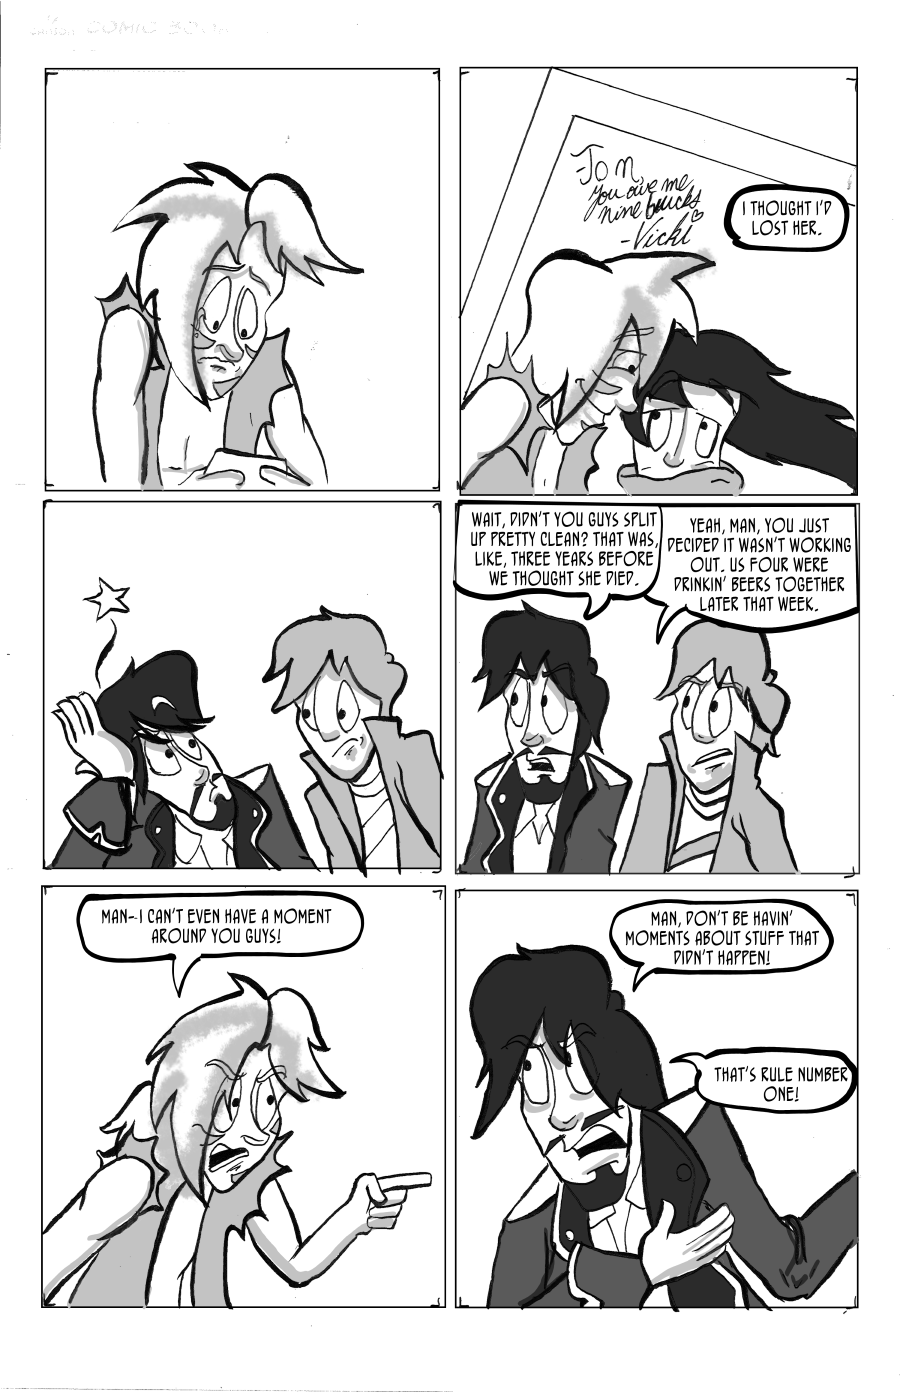 COMIC BOOK
-Jon,
you owe me
nine bucks
-Vicki
I THOUGHT I'D
LOST HER.
WAIT, DIDN'T YOU GUYS SPLIT
UP PRETTY CLEAN? THAT WAS,
LIKE, THREE YEARS BEFORE
WE THOUGHT SHE DIED.
YEAH, MAN, YOU JUST
DECIDED IT WASN'T WORKING
OUT. US FOUR WERE
DRINKIN' BEERS TOGETHER
LATER THAT WEEK.
MAN--I CAN'T EVEN HAVE A MOMENT
AROUND YOU GUYS!
MAN, DON'T BE HAVIN'
MOMENTS ABOUT STUFF THAT
DIDN'T HAPPEN!
THAT'S RULE NUMBER
ONE!